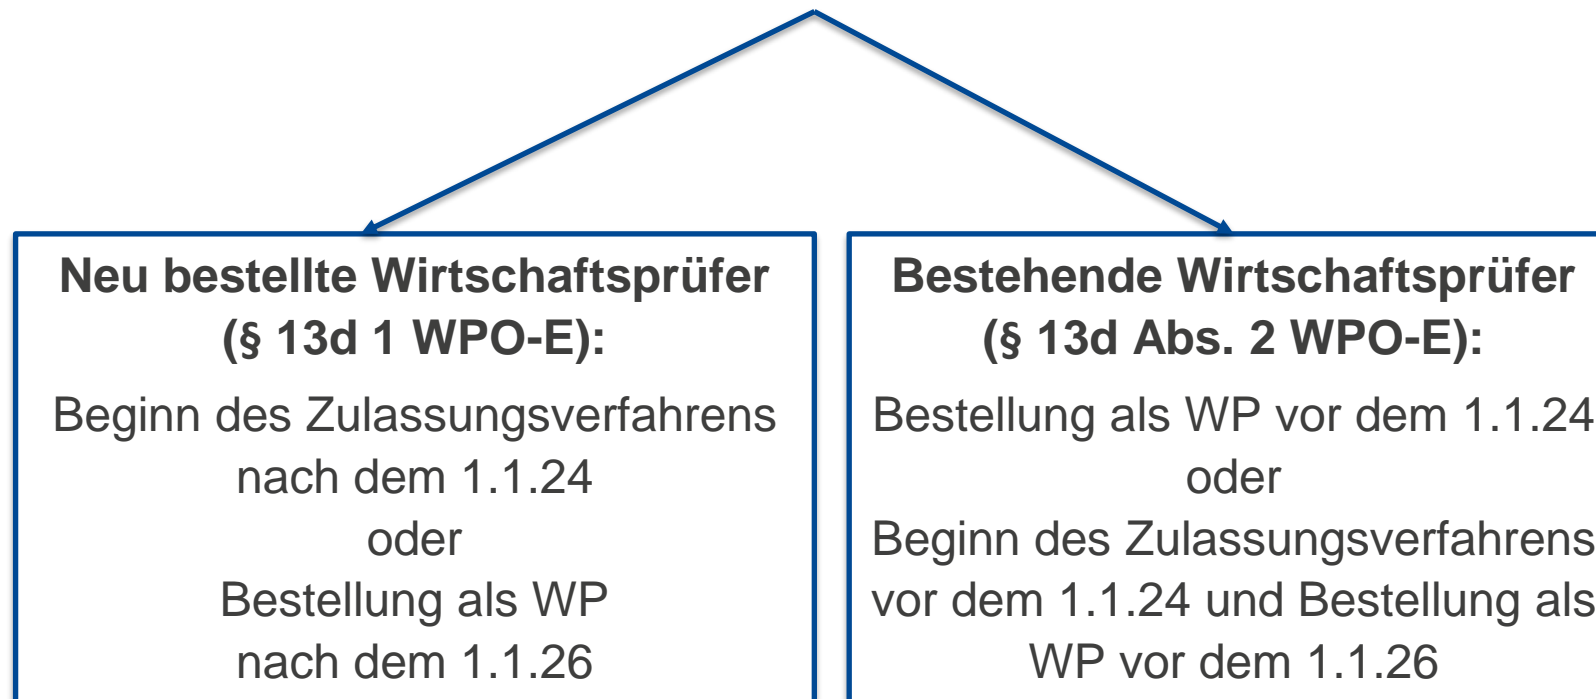 Neu bestellte Wirtschaftsprüfer
(§ 13d 1 WPO-E):
Beginn des Zulassungsverfahrens
nach dem 1.1.24
oder
Bestellung als WP
nach dem 1.1.26
Bestehende Wirtschaftsprüfer
(§ 13d Abs. 2 WPO-E):
Bestellung als WP vor dem 1.1.24
oder
Beginn des Zulassungsverfahrens
vor dem 1.1.24 und Bestellung als
WP vor dem 1.1.26